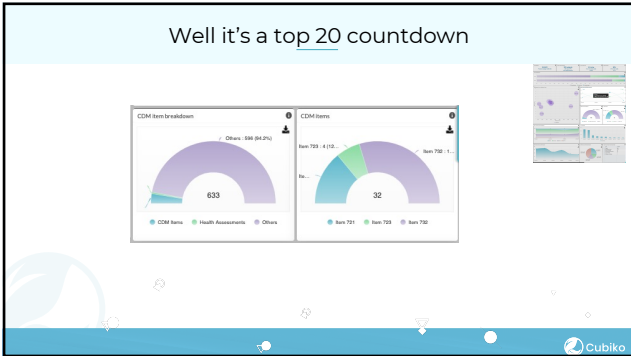 Well it's a top 20 countdown
CDM item breakdown
Others : 596 (94.2%)
633
CDM Items Health Assessments Others
CDM items
Item 723 : 4 (12...
Item 732 : 1...
Ite...
32
Item 721 Item 723 Item 732
Cubiko